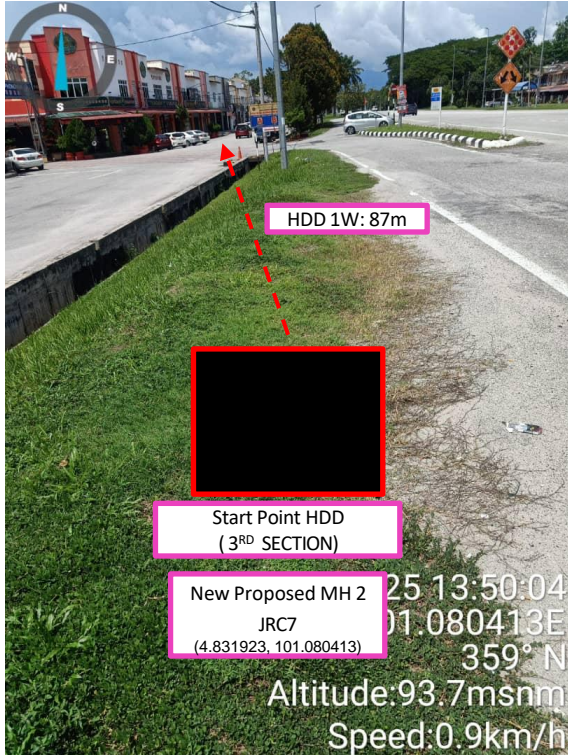 N
W
E
S
HDD 1W: 87m
Start Point HDD
( 3RD SECTION)
New Proposed MH 2
JRC7
(4.831923, 101.080413)
25 13:50:04
01.080413E
359° N
Altitude:93.7msnm
Speed:0.9km/h